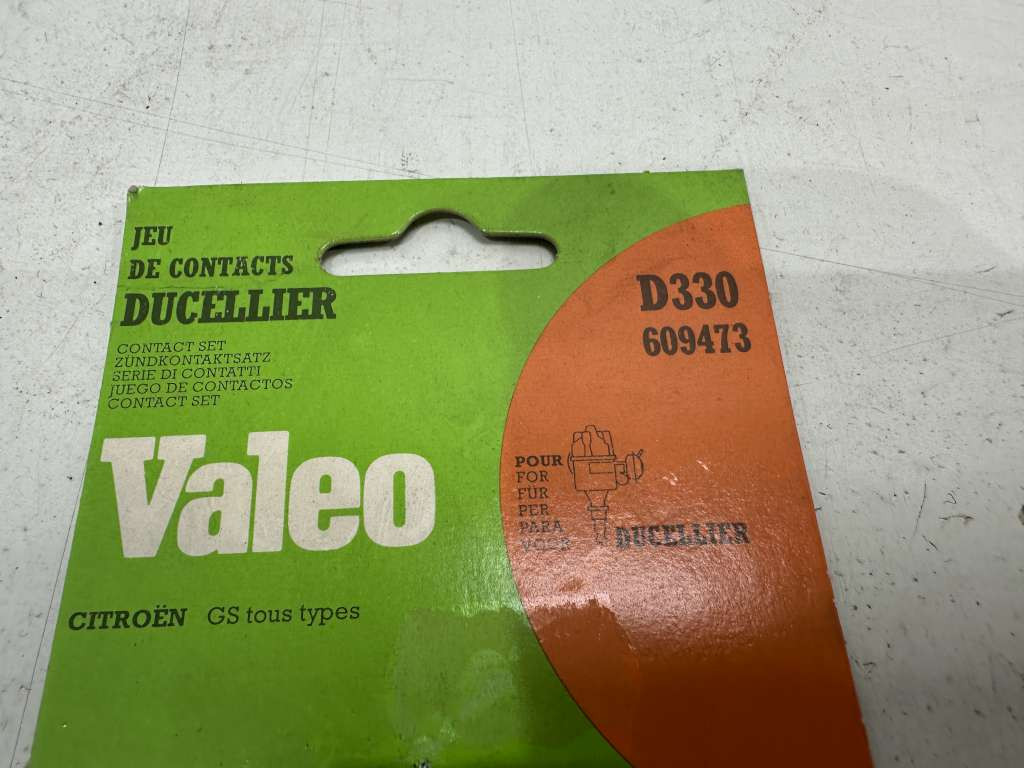 JEU
DE CONTACTS
DUCELLIER
CONTACT SET
ZÜNDKONTAKTSATZ
SERIE DI CONTATTI
JUEGO DE CONTACTOS
CONTACT SET
Valeo
CITROËN GS tous types
D330
609473
POUR
FOR
FÜR
PER
PARA
VOOR
DUCELLIER